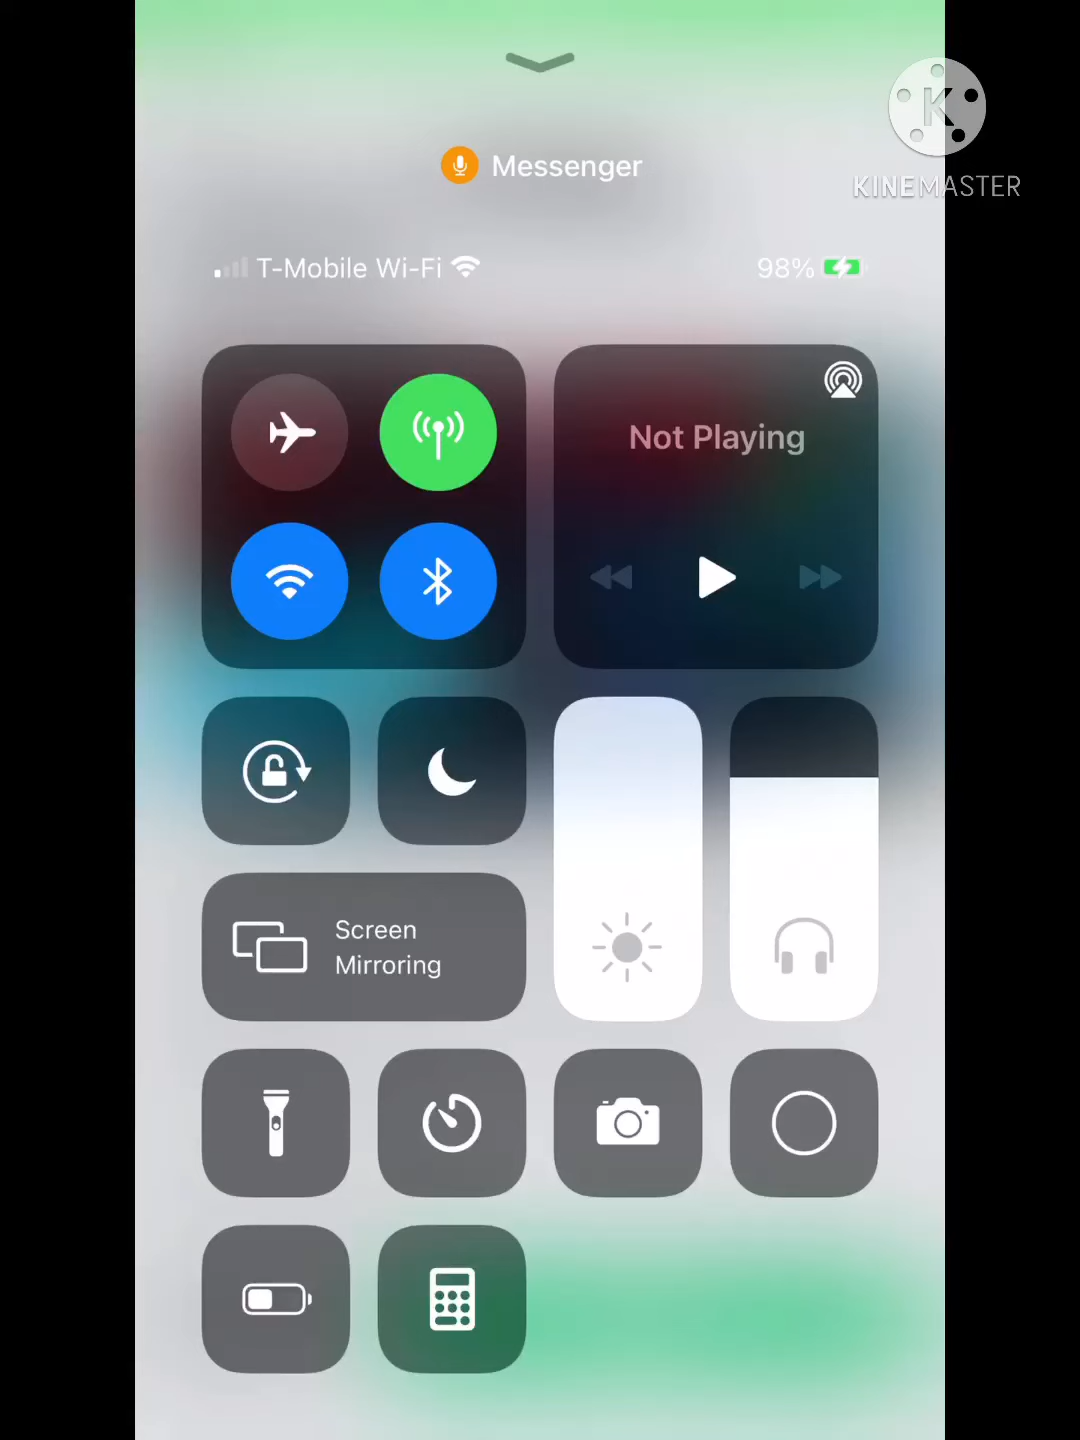 Messenger
KINEMASTER
T-Mobile Wi-Fi
98%
Not Playing
Screen
Mirroring